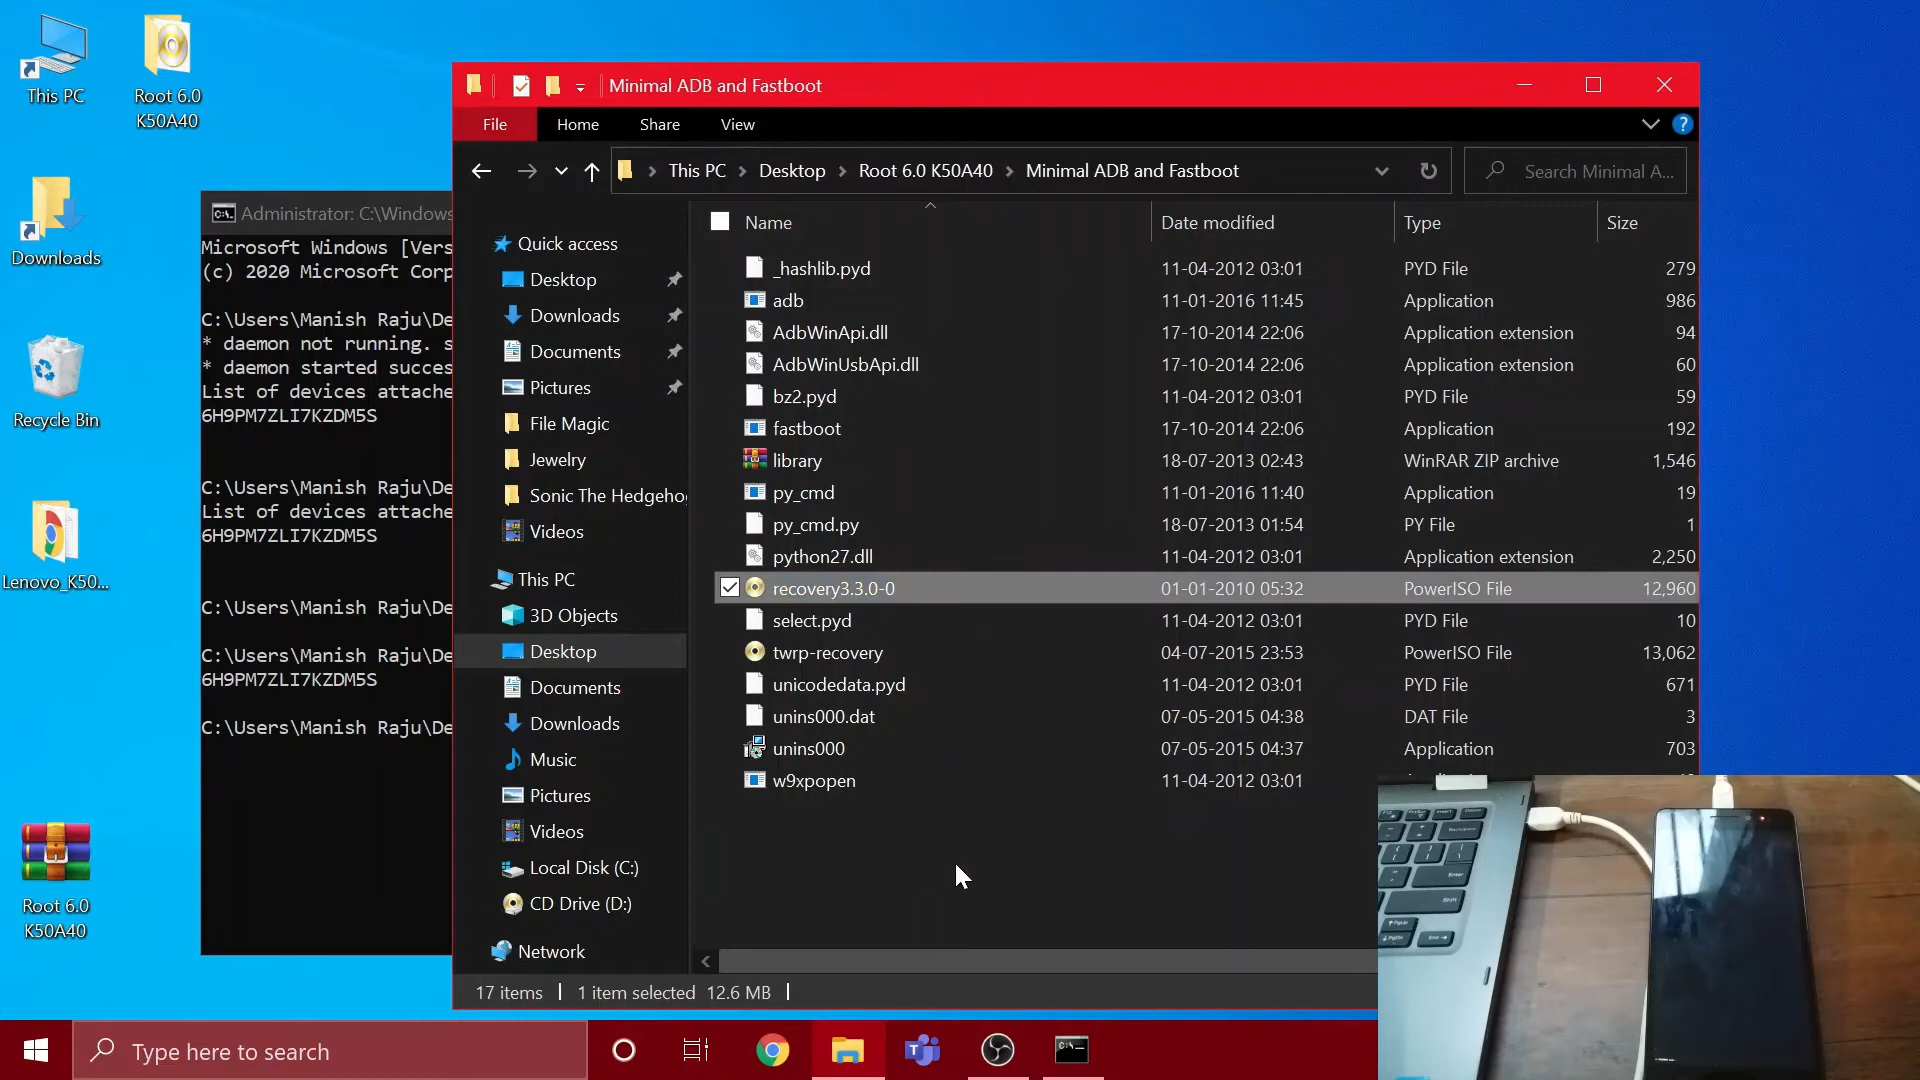 This PC
Root 6.0
K50A40
Downloads
Recycle Bin
Lenovo_K50...
Root 6.0
K50A40
Administrator: C:\Windows
Microsoft Windows [Vers
(c) 2020 Microsoft Corp
C:\Users\Manish Raju\De
* daemon not running. s
* daemon started succes
List of devices attache
6H9PM7ZLI7KZDM5S
C:\Users\Manish Raju\De
List of devices attache
6H9PM7ZLI7KZDM5S
C:\Users\Manish Raju\De
C:\Users\Manish Raju\De
6H9PM7ZLI7KZDM5S
C:\Users\Manish Raju\De
Minimal ADB and Fastboot
File Home Share View
This PC Desktop Root 6.0 K50A40 Minimal ADB and Fastboot
Search Minimal A...
Quick access
Desktop
Downloads
Documents
Pictures
File Magic
Jewelry
Sonic The Hedgeho
Videos
This PC
3D Objects
Desktop
Documents
Downloads
Music
Pictures
Videos
Local Disk (C:)
CD Drive (D:)
Network
Name Date modified Type Size
_hashlib.pyd 11-04-2012 03:01 PYD File 279
adb 11-01-2016 11:45 Application 986
AdbWinApi.dll 17-10-2014 22:06 Application extension 94
AdbWinUsbApi.dll 17-10-2014 22:06 Application extension 60
bz2.pyd 11-04-2012 03:01 PYD File 59
fastboot 17-10-2014 22:06 Application 192
library 18-07-2013 02:43 WinRAR ZIP archive 1,546
py_cmd 11-01-2016 11:40 Application 19
py_cmd.py 18-07-2013 01:54 PY File 1
python27.dll 11-04-2012 03:01 Application extension 2,250
recovery3.3.0-0 01-01-2010 05:32 PowerISO File 12,960
select.pyd 11-04-2012 03:01 PYD File 10
twrp-recovery 04-07-2015 23:53 PowerISO File 13,062
unicodedata.pyd 11-04-2012 03:01 PYD File 671
unins000.dat 07-05-2015 04:38 DAT File 3
unins000 07-05-2015 04:37 Application 703
w9xpopen 11-04-2012 03:01
17 items 1 item selected 12.6 MB
Type here to search